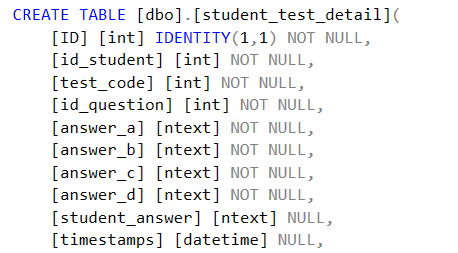 CREATE TABLE [dbo].[student_test_detail](
[ID] [int] IDENTITY(1,1) NOT NULL,
[id_student] [int] NOT NULL,
[test_code] [int] NOT NULL,
[id_question] [int] NOT NULL,
[answer_a] [ntext] NOT NULL,
[answer_b] [ntext] NOT NULL,
[answer_c] [ntext] NOT NULL,
[answer_d] [ntext] NOT NULL,
[student_answer] [ntext] NULL,
[timestamps] [datetime] NULL,